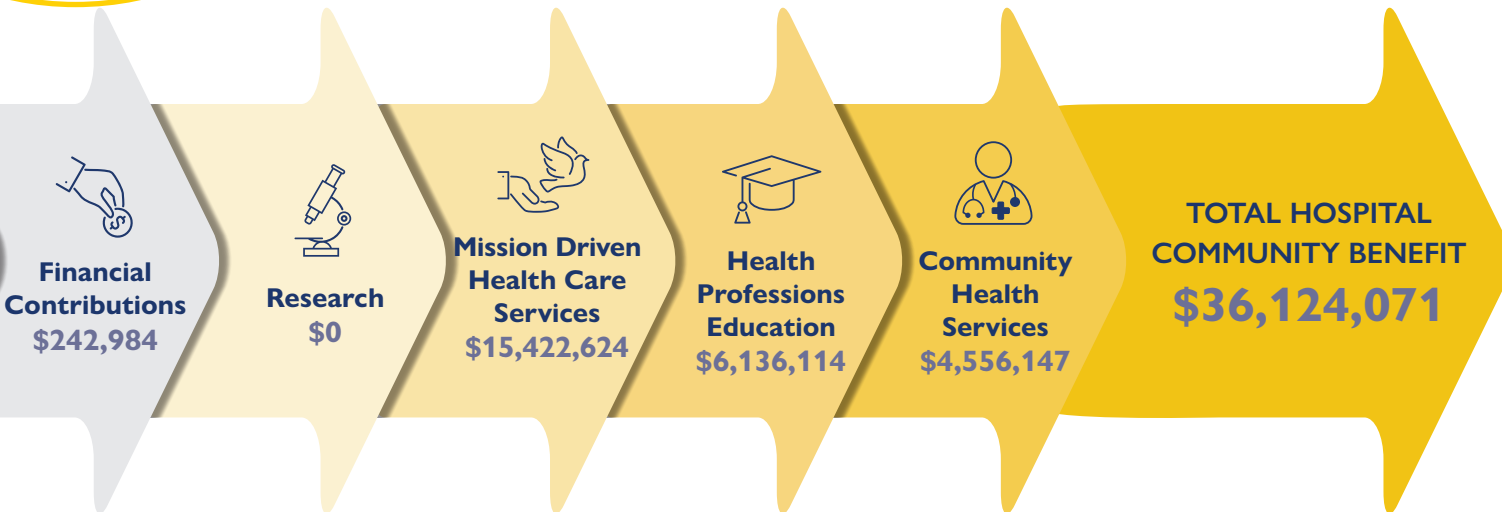 Financial
Contributions
$242,984
Research
$0
Mission Driven
Health Care
Services
$15,422,624
Health
Professions
Education
$6,136,114
Community
Health
Services
$4,556,147
TOTAL HOSPITAL
COMMUNITY BENEFIT
$36,124,071